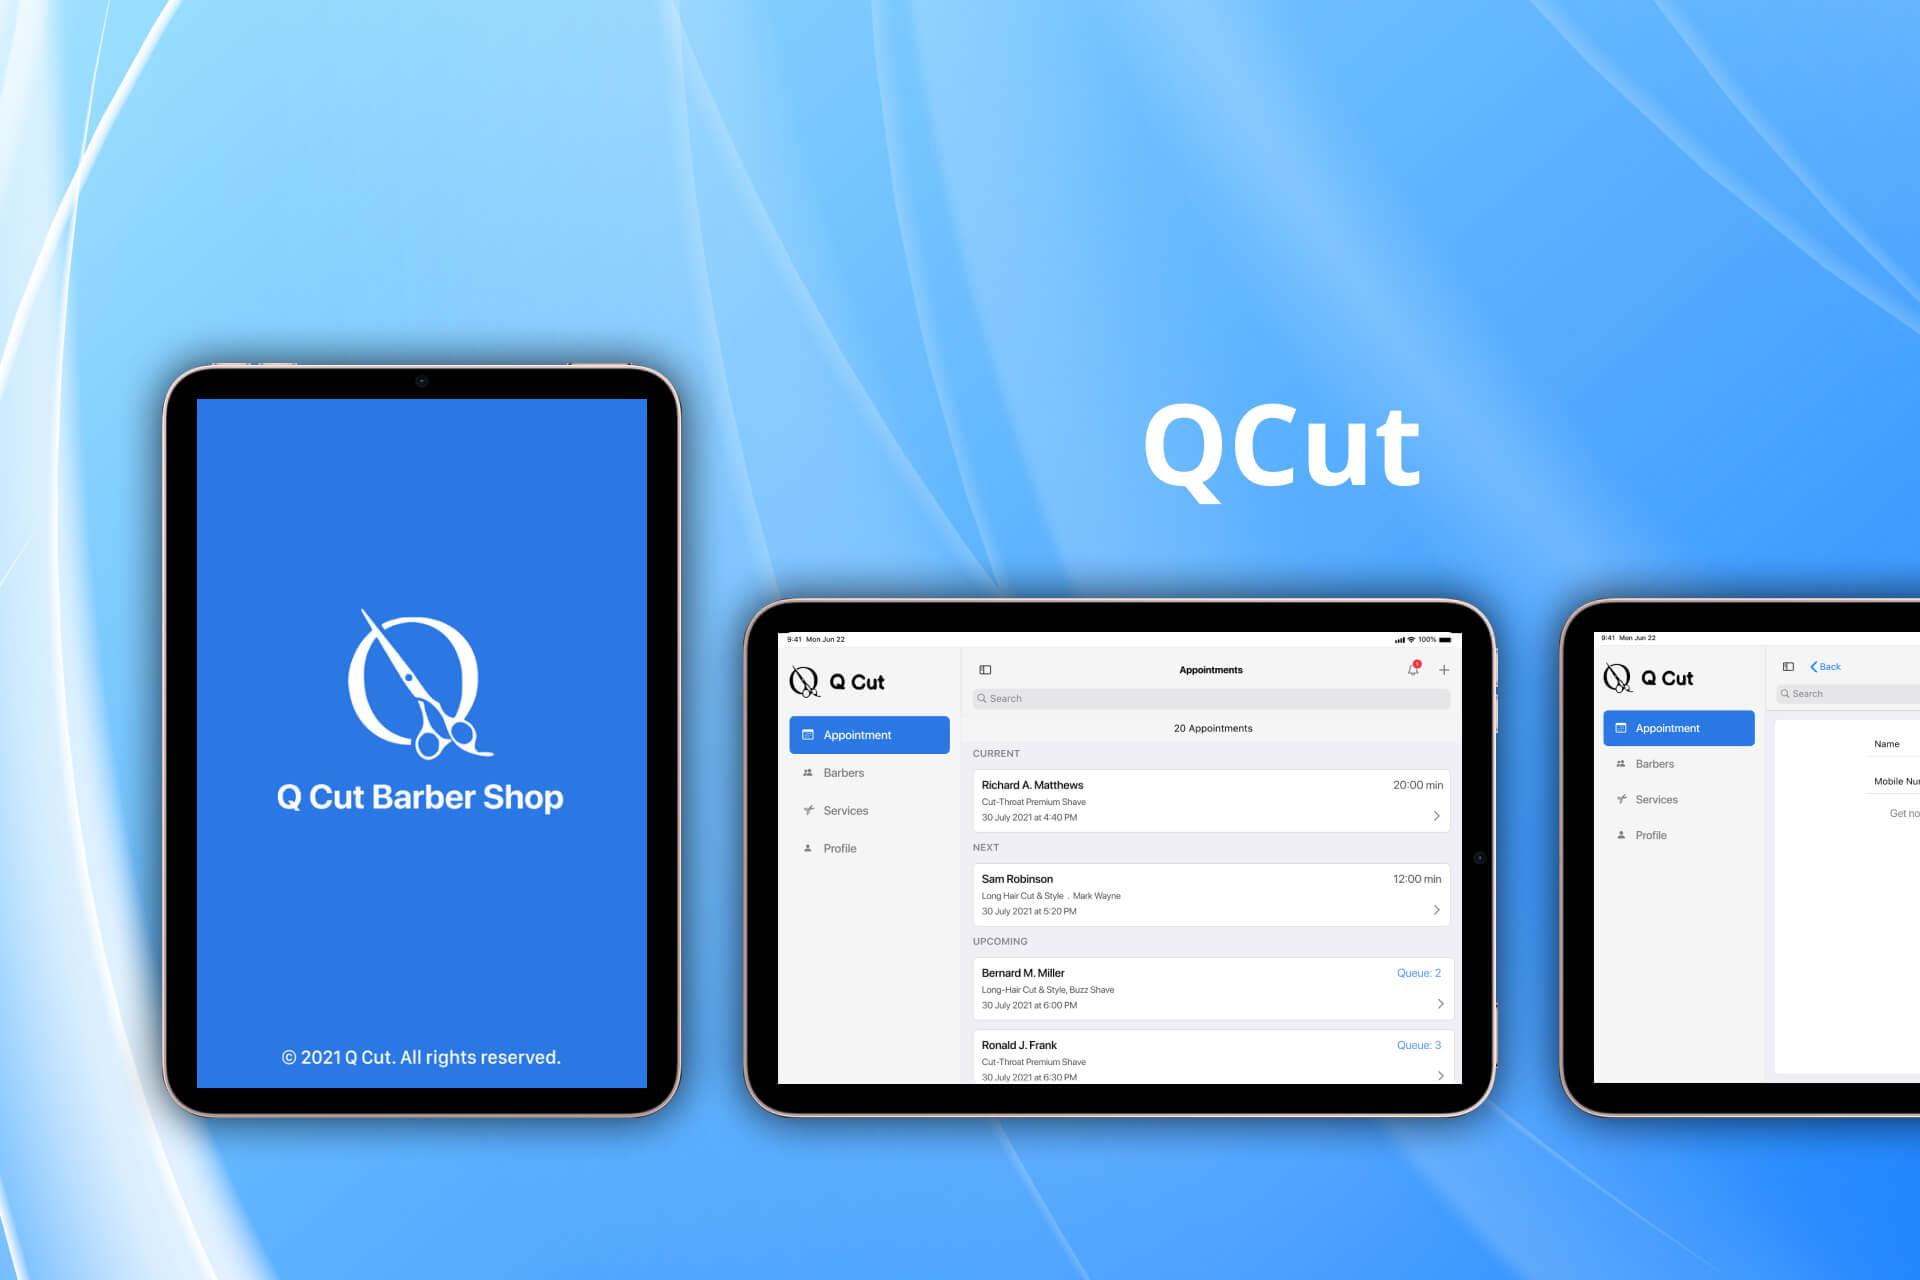 QCut
Q Cut Barber Shop
© 2021 Q Cut. All rights reserved.
9:41 Mon Jun 22
100%
Q Cut
Appointment
Barbers
Services
Profile
Appointments
1
Search
20 Appointments
CURRENT
Richard A. Matthews
20:00 min
Cut-Throat Premium Shave
30 July 2021 at 4:40 PM
NEXT
Sam Robinson
12:00 min
Long Hair Cut & Style . Mark Wayne
30 July 2021 at 5:20 PM
UPCOMING
Bernard M. Miller
Queue: 2
Long-Hair Cut & Style, Buzz Shave
30 July 2021 at 6:00 PM
Ronald J. Frank
Queue: 3
Cut-Throat Premium Shave
30 July 2021 at 6:30 PM
9:41 Mon Jun 22
Q Cut
Appointment
Barbers
Services
Profile
Back
Search
Name
Mobile Nu
Get no